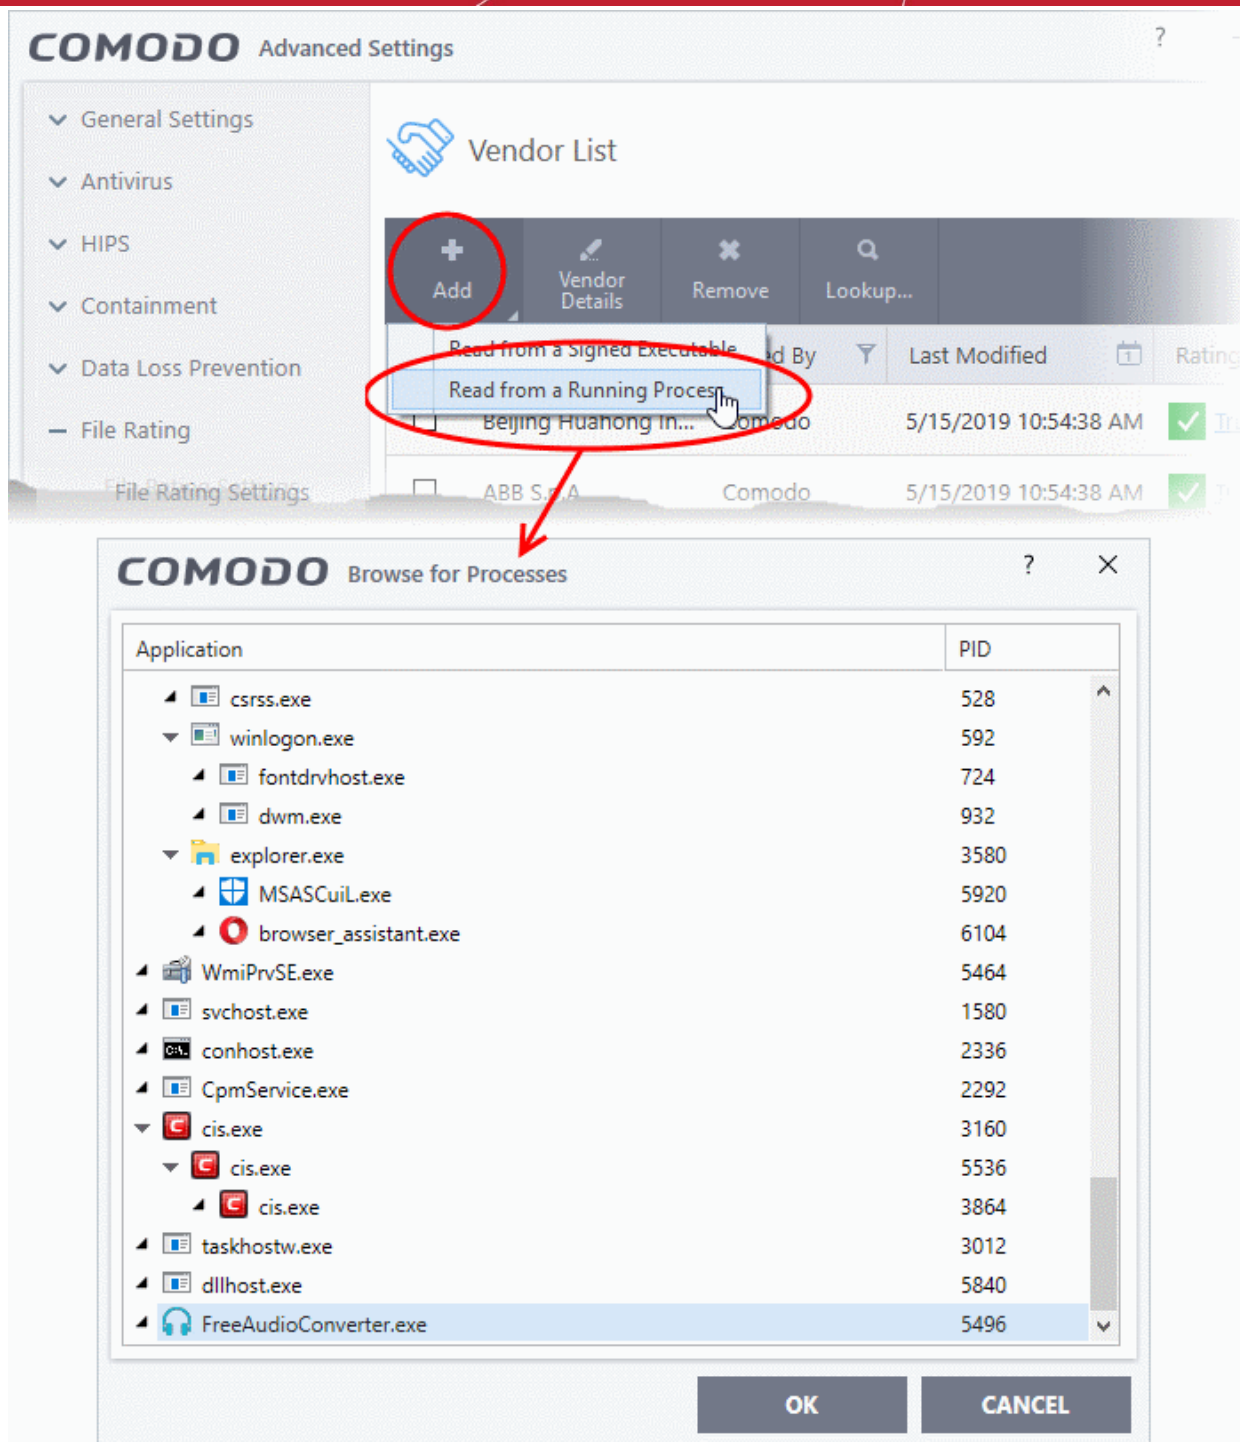 COMODO Advanced Settings ?
General Settings
Antivirus
HIPS
Containment
Data Loss Prevention
File Rating
File Rating Settings
Vendor List
Add
Vendor
Details
Remove
Lookup...
Read from a Signed Executable
Read from a Running Process
ed By Last Modified 1 Rating
Beijing Huahong In... Comodo 5/15/2019 10:54:38 AM
ABB S.p.A Comodo 5/15/2019 10:54:38 AM
COMODO Browse for Processes ?
Application PID
csrss.exe 528
winlogon.exe 592
fontdrvhost.exe 724
dwm.exe 932
explorer.exe 3580
MSASCuiL.exe 5920
browser_assistant.exe 6104
WmiPrvSE.exe 5464
svchost.exe 1580
conhost.exe 2336
CpmService.exe 2292
cis.exe 3160
cis.exe 5536
cis.exe 3864
taskhostw.exe 3012
dllhost.exe 5840
FreeAudioConverter.exe 5496
OK CANCEL